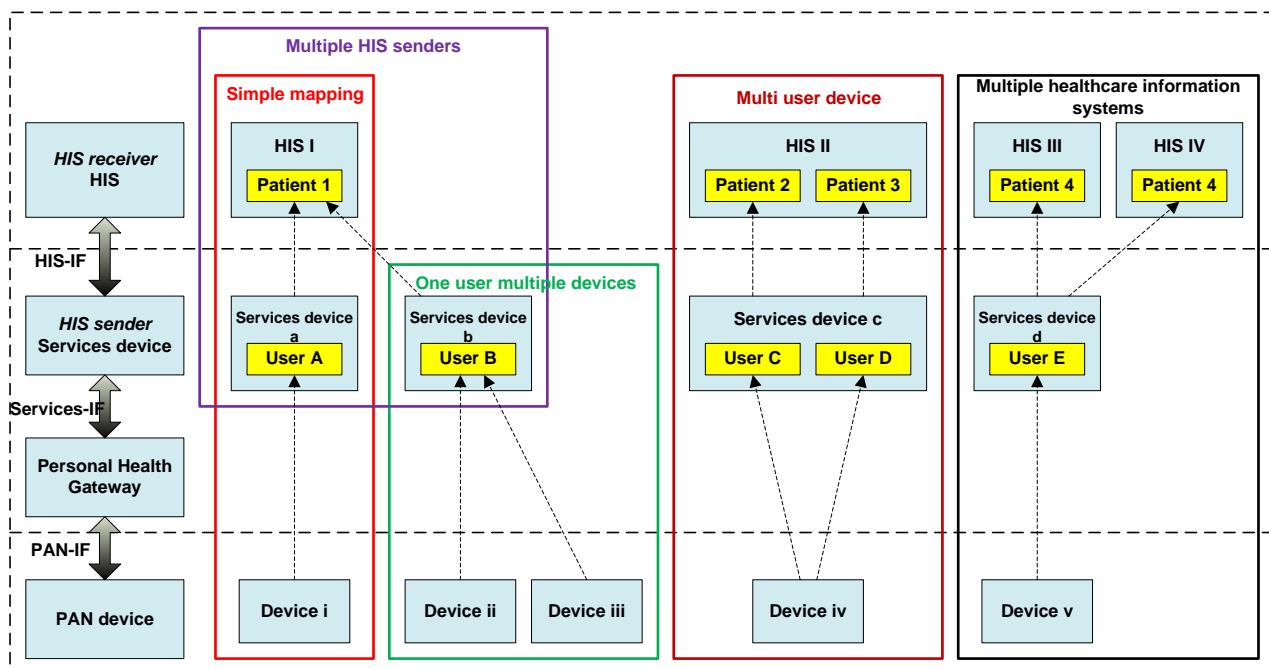 Multiple HIS senders
Simple mapping
Multi user device
Multiple healthcare information
systems
HIS receiver
HIS
HIS I
Patient 1
HIS II
Patient 2
Patient 3
HIS III
Patient 4
HIS IV
Patient 4
HIS-IF
One user multiple devices
HIS sender
Services device
Services device
a
User A
Services device
b
User B
Services device c
User C
User D
Services device
d
User E
Services-IF
Personal Health
Gateway
PAN-IF
PAN device
Device i
Device ii
Device iii
Device iv
Device v